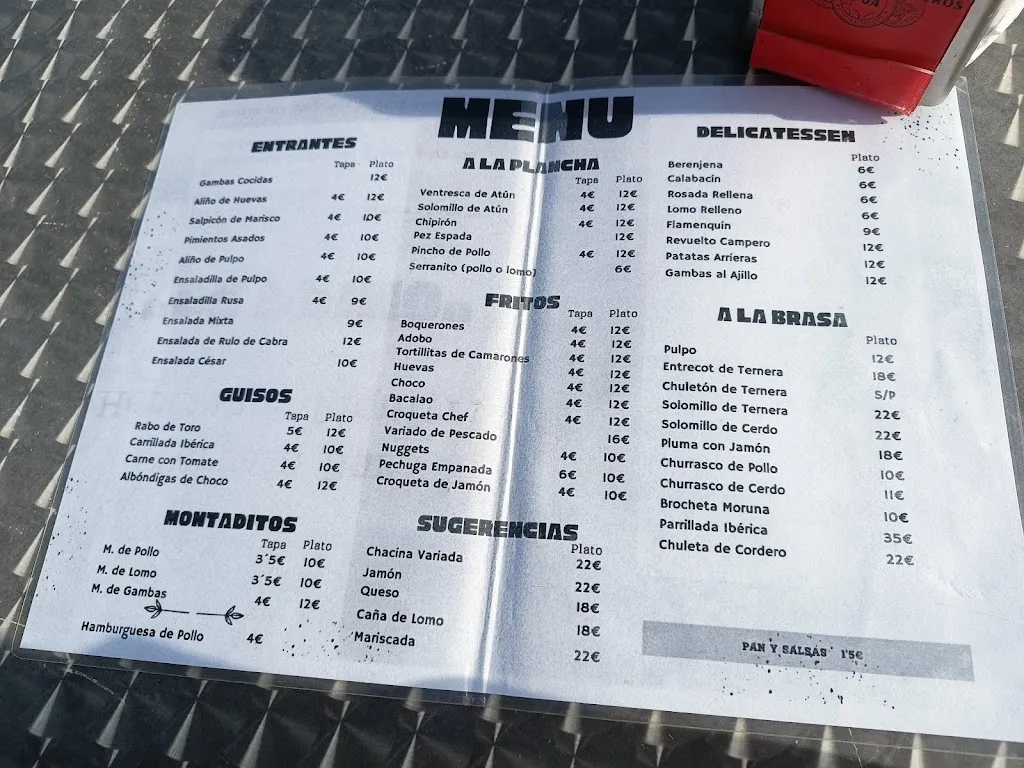 OS
MENU
ENTRANTES
Tapa Plato
Gambas Cocidas 12€
Aliño de Huevas 4€ 12€
Salpicón de Marisco 4€ 10€
Pimientos Asados 4€ 10€
Aliño de Pulpo 4€ 10€
Ensaladilla de Pulpo 4€ 10€
Ensaladilla Rusa 4€ 9€
Ensalada Mixta 9€
Ensalada de Rulo de Cabra 12€
Ensalada César 10€
GUISOS
Tapa Plato
Rabo de Toro 5€ 12€
Carrillada Ibérica 4€ 10€
Carne con Tomate 4€ 10€
Albóndigas de Choco 4€ 12€
MONTADITOS
Tapa Plato
M. de Pollo 3´5€ 10€
M. de Lomo 3´5€ 10€
M. de Gambas 4€ 12€
Hamburguesa de Pollo 4€
A LA PLANCHA
Tapa Plato
Ventresca de Atún 4€ 12€
Solomillo de Atún 4€ 12€
Chipirón 4€ 12€
Pez Espada 12€
Pincho de Pollo 4€ 12€
Serranito (pollo o lomo) 6€
FRITOS
Tapa Plato
Boquerones 4€ 12€
Adobo 4€ 12€
Tortillitas de Camarones 4€ 12€
Huevas 4€ 12€
Choco 4€ 12€
Bacalao 4€ 12€
Croqueta Chef 4€ 12€
Variado de Pescado 16€
Nuggets 4€ 10€
Pechuga Empanada 6€ 10€
Croqueta de Jamón 4€ 10€
SUGERENCIAS
Plato
Chacina Variada 22€
Jamón 22€
Queso 18€
Caña de Lomo 18€
Mariscada 22€
DELICATESSEN
Plato
Berenjena 6€
Calabacín 6€
Rosada Rellena 6€
Lomo Relleno 6€
Flamenquín 9€
Revuelto Campero 12€
Patatas Arrieras 12€
Gambas al Ajillo 12€
A LA BRASA
Plato
Pulpo 12€
Entrecot de Ternera 18€
Chuletón de Ternera S/P
Solomillo de Ternera 22€
Solomillo de Cerdo 22€
Pluma con Jamón 18€
Churrasco de Pollo 10€
Churrasco de Cerdo 11€
Brocheta Moruna 10€
Parrillada Ibérica 35€
Chuleta de Cordero 22€
PAN Y SALSAS 1'5€